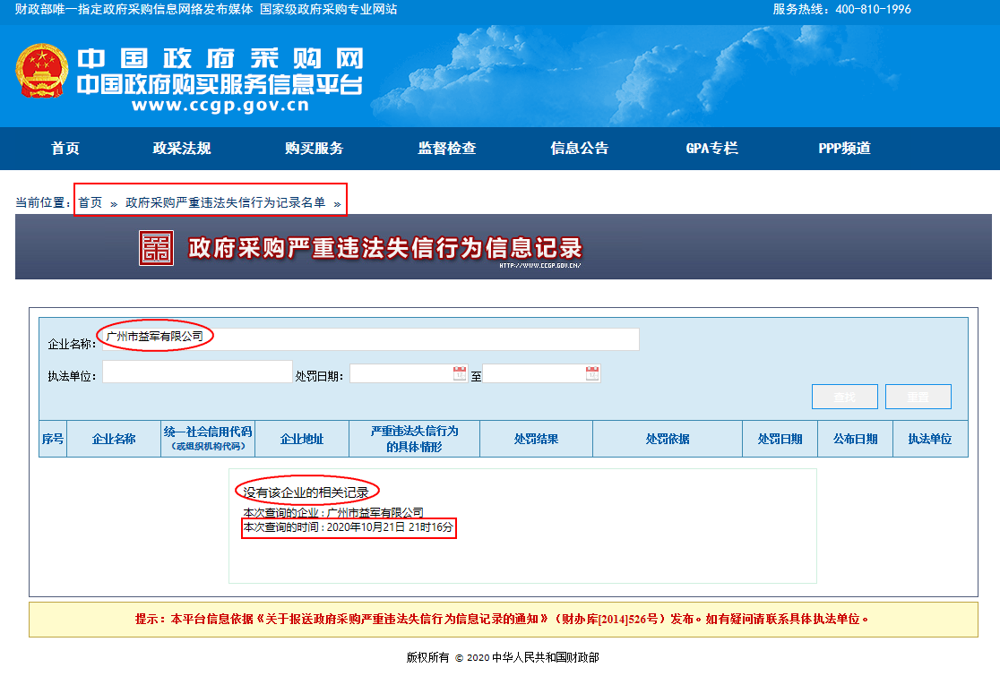 财政部唯一指定政府采购信息网络发布媒体 国家级政府采购专业网站
服务热线：400-810-1996
中国政府采购网
中国政府购买服务信息平台
www.ccgp.gov.cn
首页 政采法规 购买服务 监督检查 信息公告 GPA专栏 PPP频道
当前位置：首页 » 政府采购严重违法失信行为记录名单 »
政府采购严重违法失信行为信息记录
HTTP://WWW.CCGP.GOV.CN/
企业名称：广州市益军有限公司
执法单位： 处罚日期： 至
查找 重置
序号 企业名称 统一社会信用代码 企业地址 严重违法失信行为 处罚结果 处罚依据 处罚日期 公布日期 执法单位
（或组织机构代码） 的具体情形
没有该企业的相关记录
本次查询的企业 : 广州市益军有限公司
本次查询的时间 : 2020年10月21日 21时16分
提示：本平台信息依据《关于报送政府采购严重违法失信行为信息记录的通知》（财办库[2014]526号）发布。如有疑问请联系具体执法单位。
版权所有 © 2020 中华人民共和国财政部